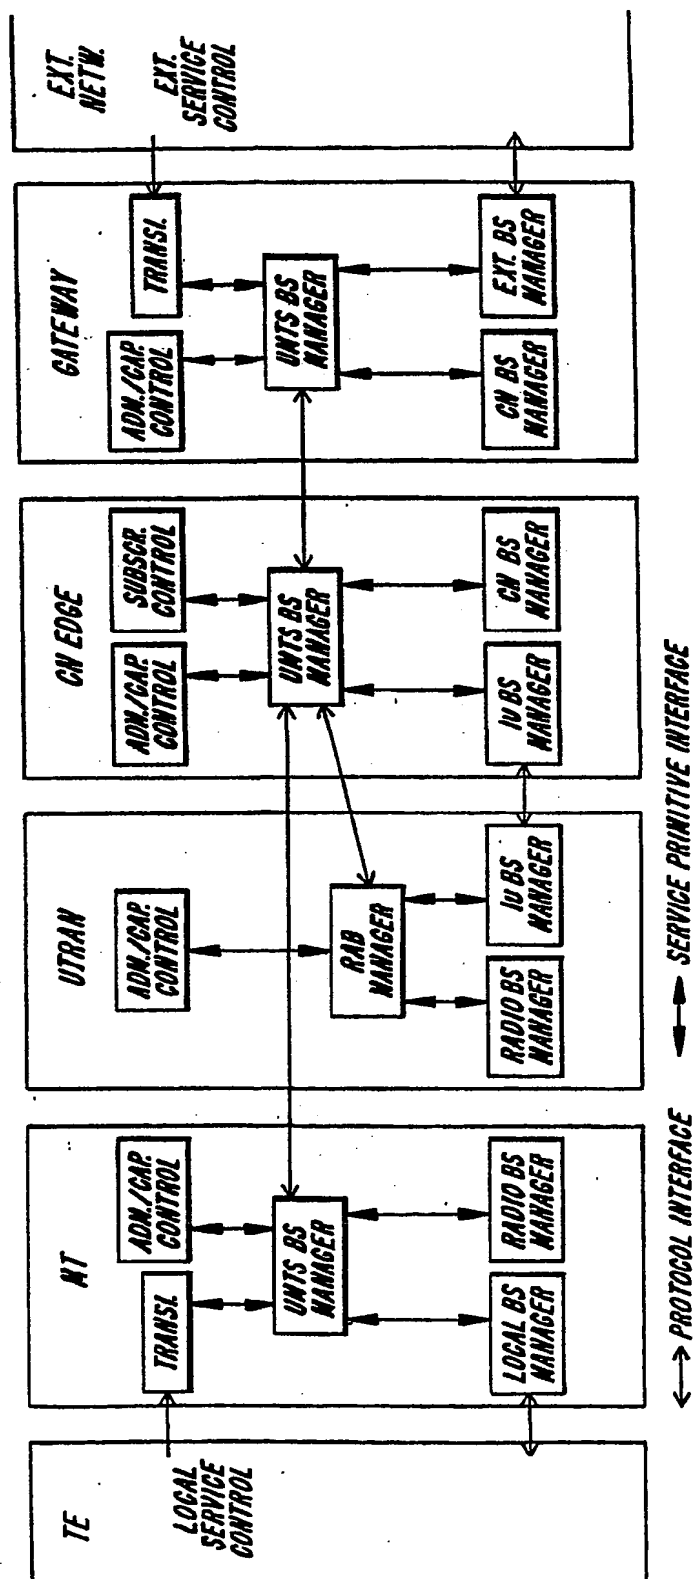 TE
LOCAL
SERVICE
CONTROL
MT
TRANSL.
ADM./CAP.
CONTROL
UMTS BS
MANAGER
LOCAL BS
MANAGER
RADIO BS
MANAGER
UTRAN
ADM./CAP.
CONTROL
RAB
MANAGER
RADIO BS
MANAGER
Iu BS
MANAGER
CN EDGE
ADM./CAP.
CONTROL
SUBSCR.
CONTROL
UMTS BS
MANAGER
Iu BS
MANAGER
CN BS
MANAGER
GATEWAY
ADM./CAP.
CONTROL
TRANSL.
UMTS BS
MANAGER
CN BS
MANAGER
EXT. BS
MANAGER
EXT.
NETW.
EXT.
SERVICE
CONTROL
PROTOCOL INTERFACE
SERVICE PRIMITIVE INTERFACE